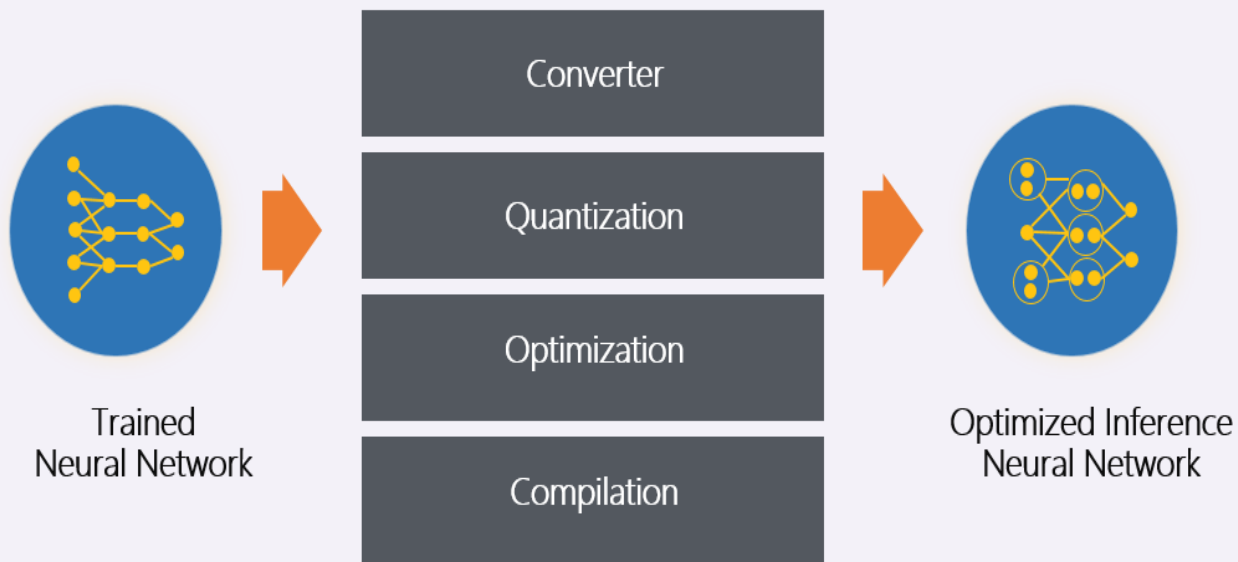 Converter
Quantization
Optimization
Compilation
Trained
Neural Network
Optimized Inference
Neural Network